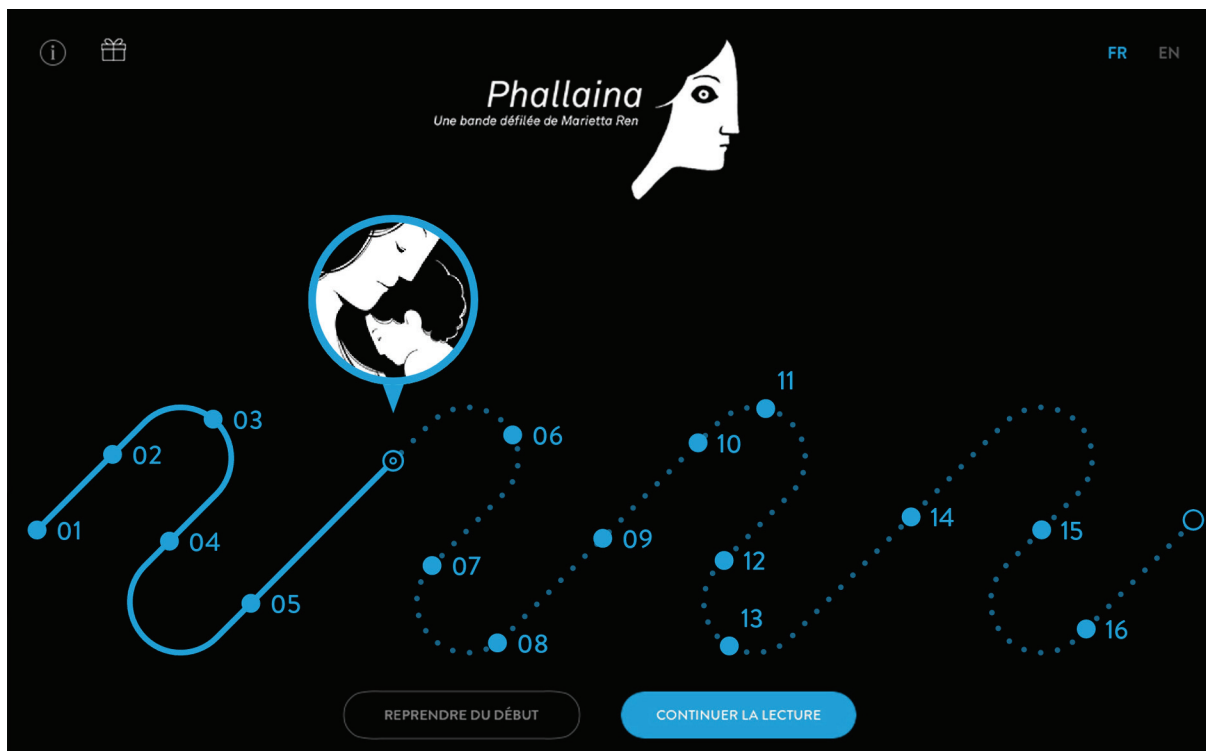 i
FR EN
Phallaina
Une bande défilée de Marietta Ren
11
03
06
02
10
14
01
04
09
15
07
12
05
13
08
16
REPRENDRE DU DÉBUT
CONTINUER LA LECTURE